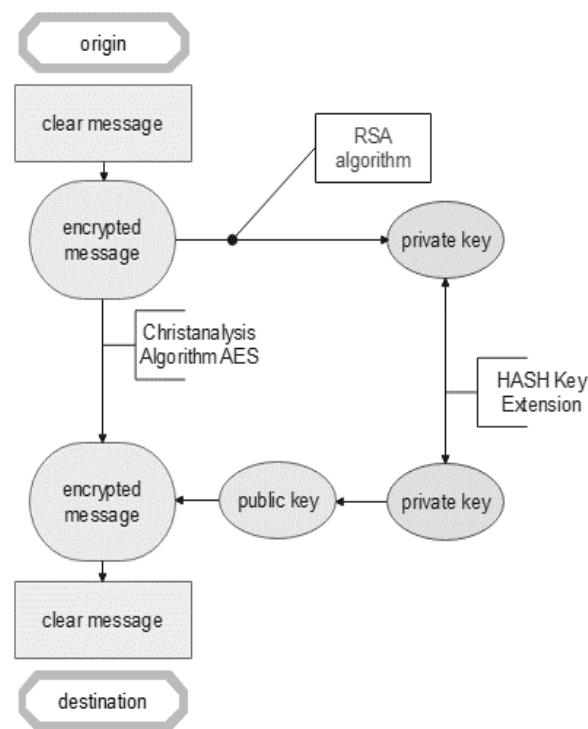 origin
clear message
RSA
algorithm
encrypted
message
private key
Christanalysis
Algorithm AES
HASH Key
Extension
encrypted
message
public key
private key
clear message
destination